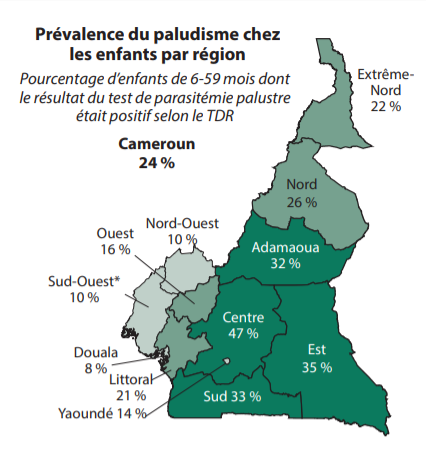 Prévalence du paludisme chez
les enfants par région
Pourcentage d'enfants de 6-59 mois dont
le résultat du test de parasitémie palustre
était positif selon le TDR
Cameroun
24 %
Extrême-
Nord
22 %
Nord
26 %
Nord-Ouest
10 %
Ouest
16 %
Adamaoua
32 %
Sud-Ouest*
10 %
Centre
47 %
Est
35 %
Douala
8 %
Littoral
21 %
Sud 33 %
Yaoundé 14 %